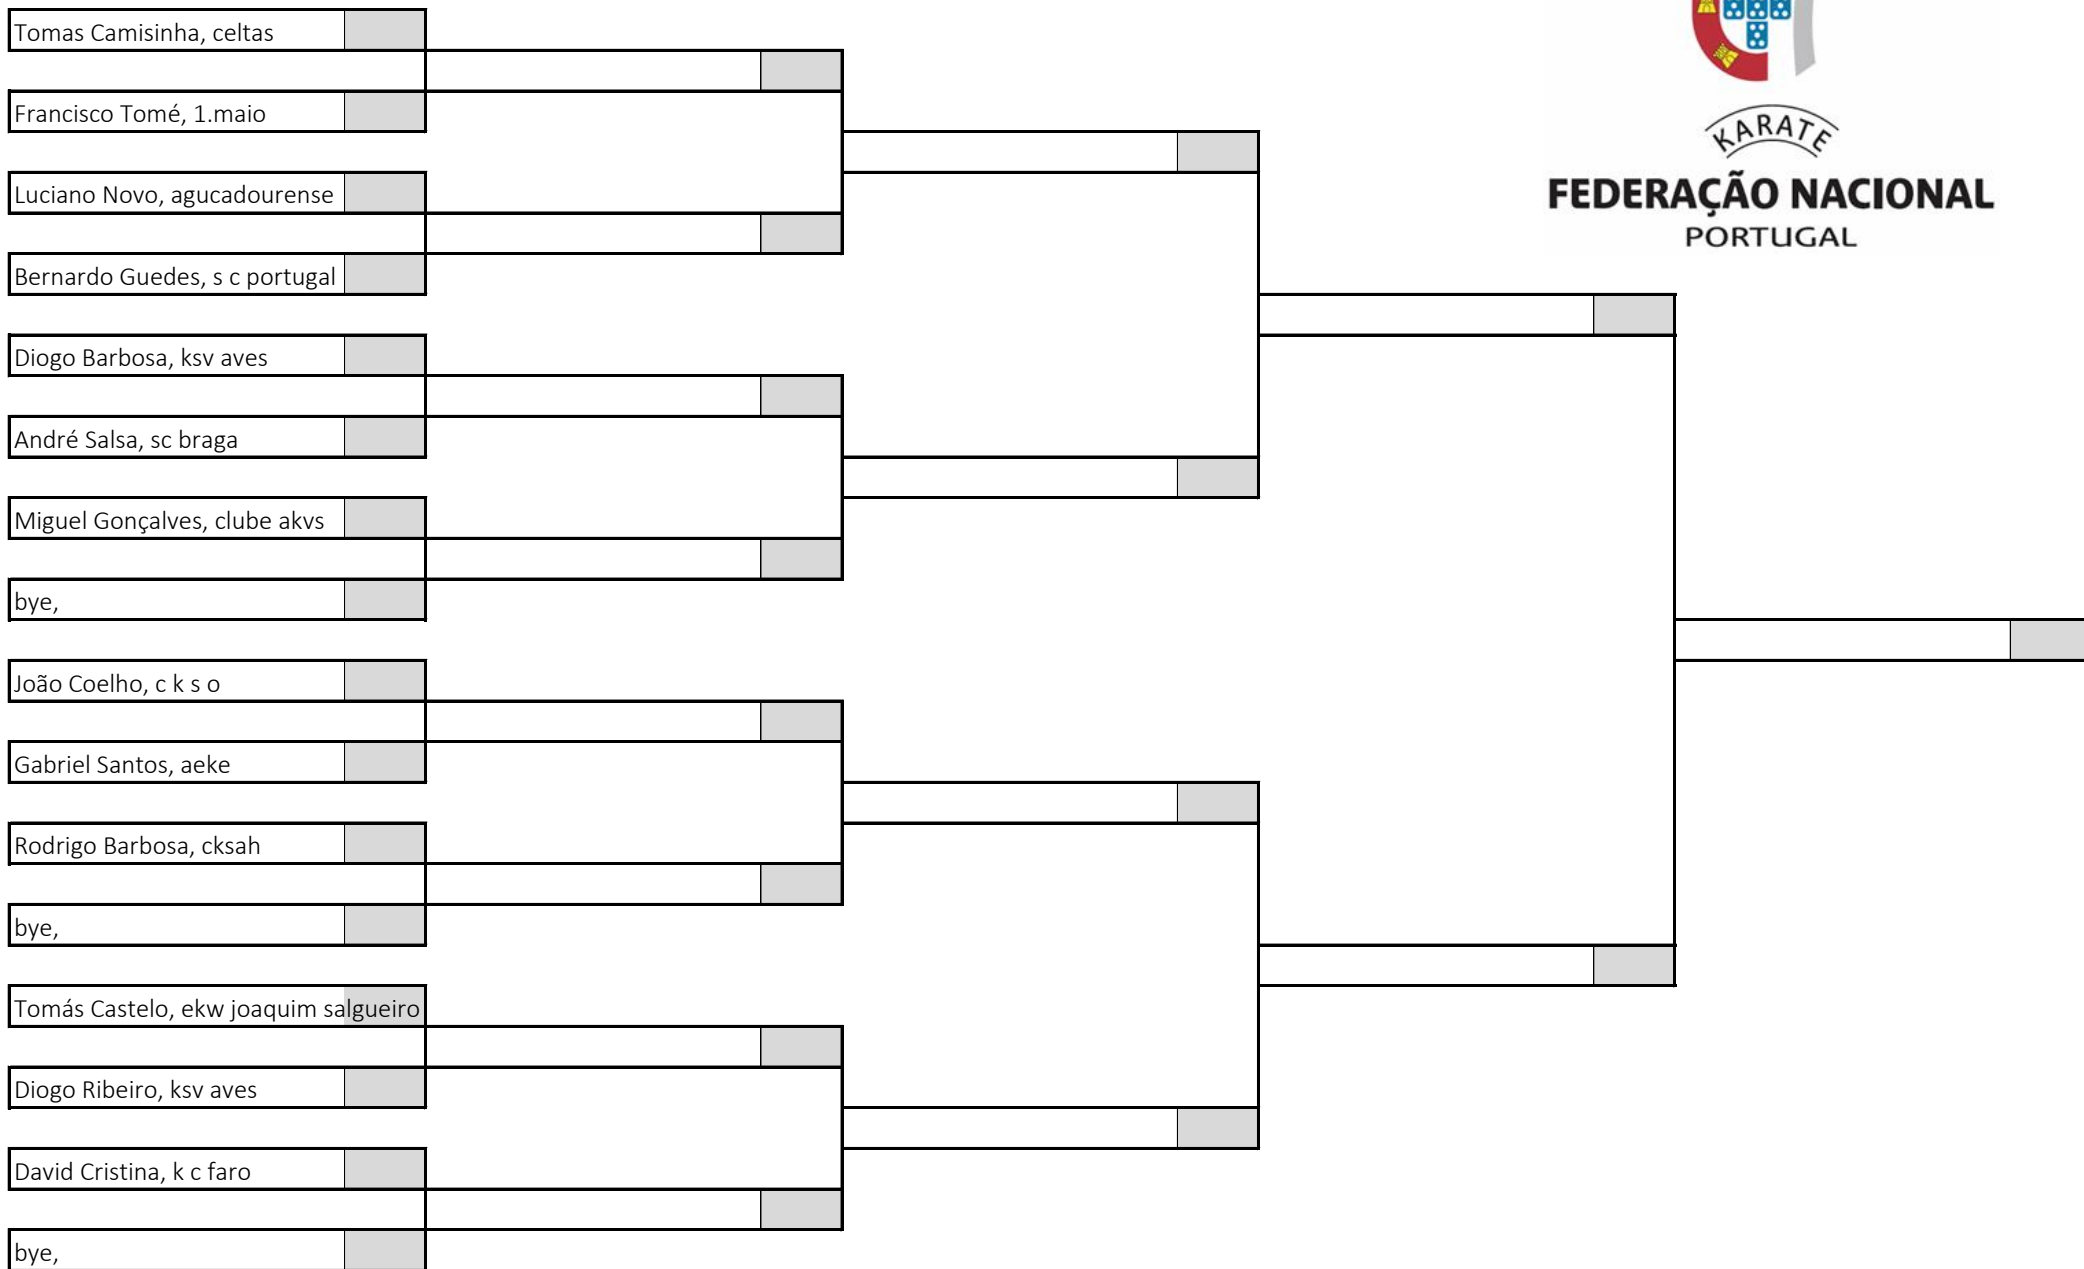 Tomas Camisinha, celtas
Francisco Tomé, 1.maio
KARATE
Luciano Novo, agucadourense
FEDERAÇÃO NACIONAL
PORTUGAL
Bernardo Guedes, s c portugal
Diogo Barbosa, ksv aves
André Salsa, sc braga
Miguel Gonçalves, clube akvs
bye,
João Coelho, c k s o
Gabriel Santos, aeke
Rodrigo Barbosa, cksah
bye,
Tomás Castelo, ekw joaquim salgueiro
Diogo Ribeiro, ksv aves
David Cristina, k c faro
bye,